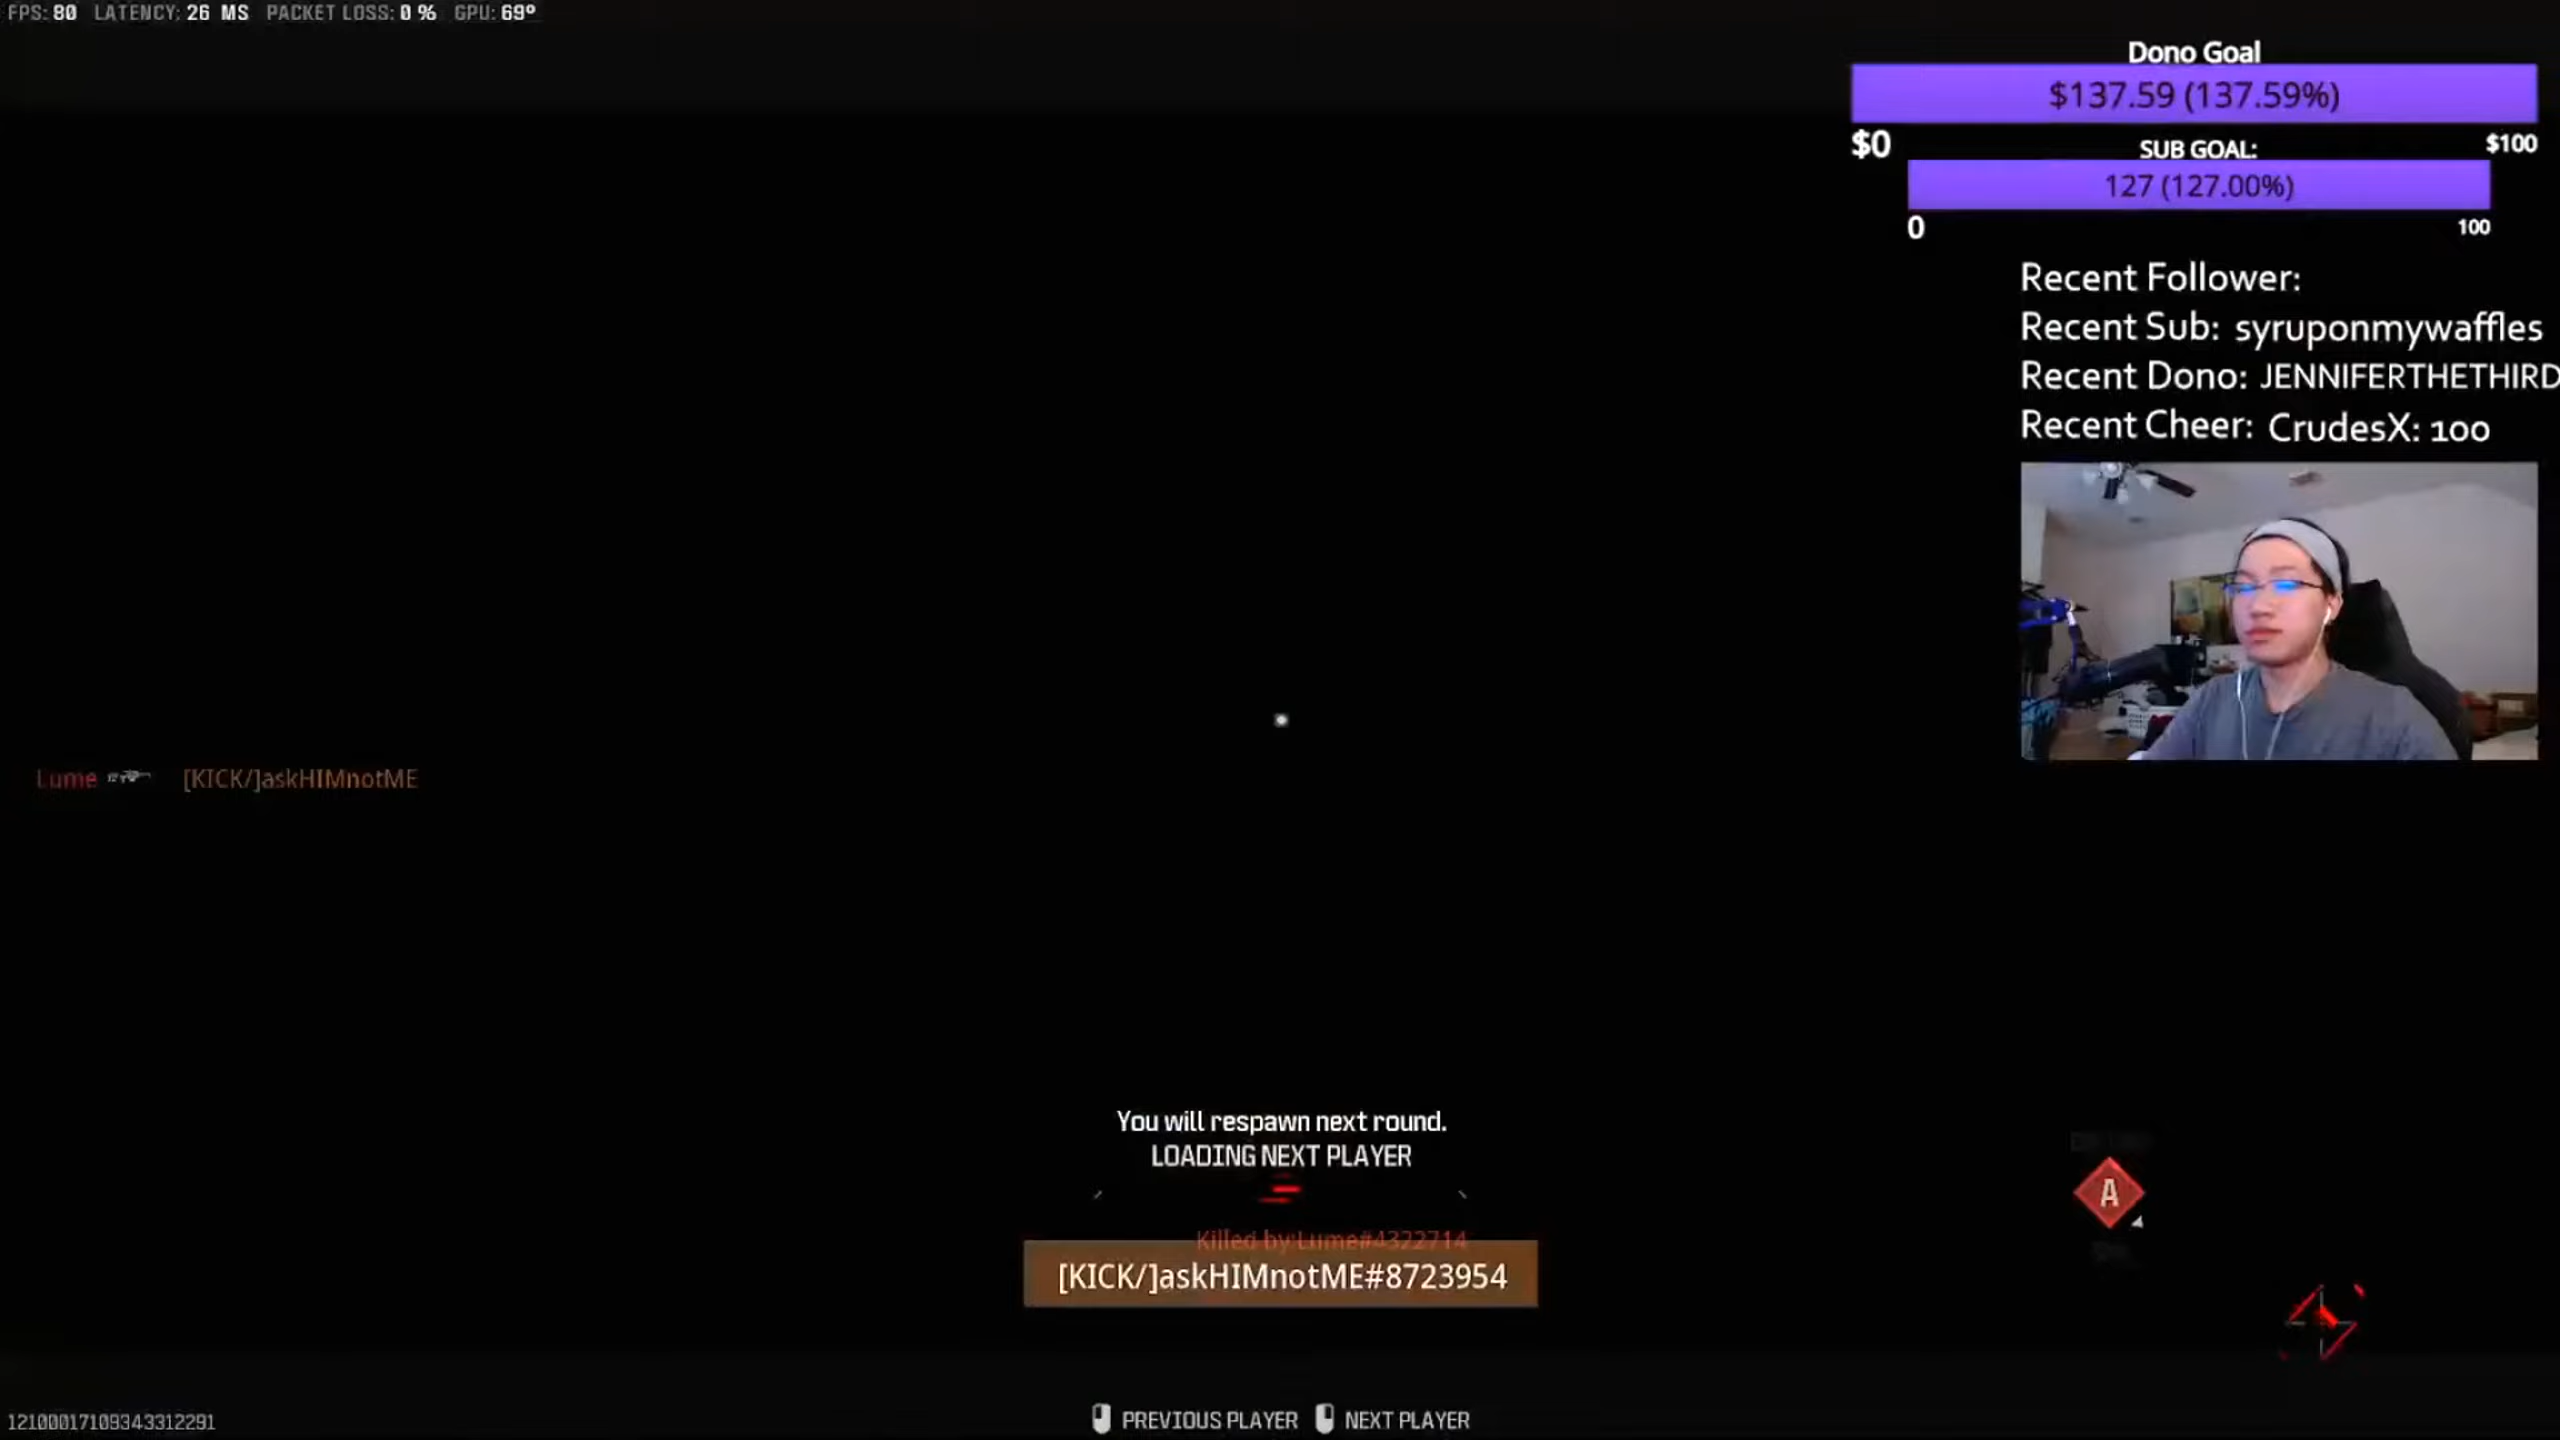 FPS: 80 LATENCY: 26 MS PACKET LOSS: 0 % GPU: 69°
Dono Goal
$137.59 (137.59%)
$0 $100
SUB GOAL:
127 (127.00%)
0 100
Recent Follower:
Recent Sub: syruponmywaffles
Recent Dono: JENNIFERTHETHIRD
Recent Cheer: CrudesX: 100
Lume [KICK/]askHIMnotME
You will respawn next round.
LOADING NEXT PLAYER
A
Killed by:Lume#4322714
[KICK/]askHIMnotME#8723954
12100017109343312291
PREVIOUS PLAYER NEXT PLAYER